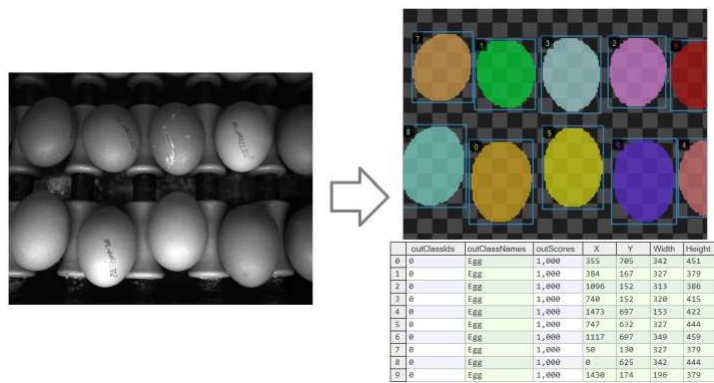 7
1
3
2
9
8
0
5
6
4
outClassIds outClassNames outScores X Y Width Height
0 0 Egg 1,000 355 705 342 451
1 0 Egg 1,000 384 167 327 379
2 0 Egg 1,000 1096 152 313 386
3 0 Egg 1,000 740 152 320 415
4 0 Egg 1,000 1473 697 153 422
5 0 Egg 1,000 747 632 327 444
6 0 Egg 1,000 1117 697 349 459
7 0 Egg 1,000 50 130 327 379
8 0 Egg 1,000 0 625 342 444
9 0 Egg 1,000 1430 174 196 379